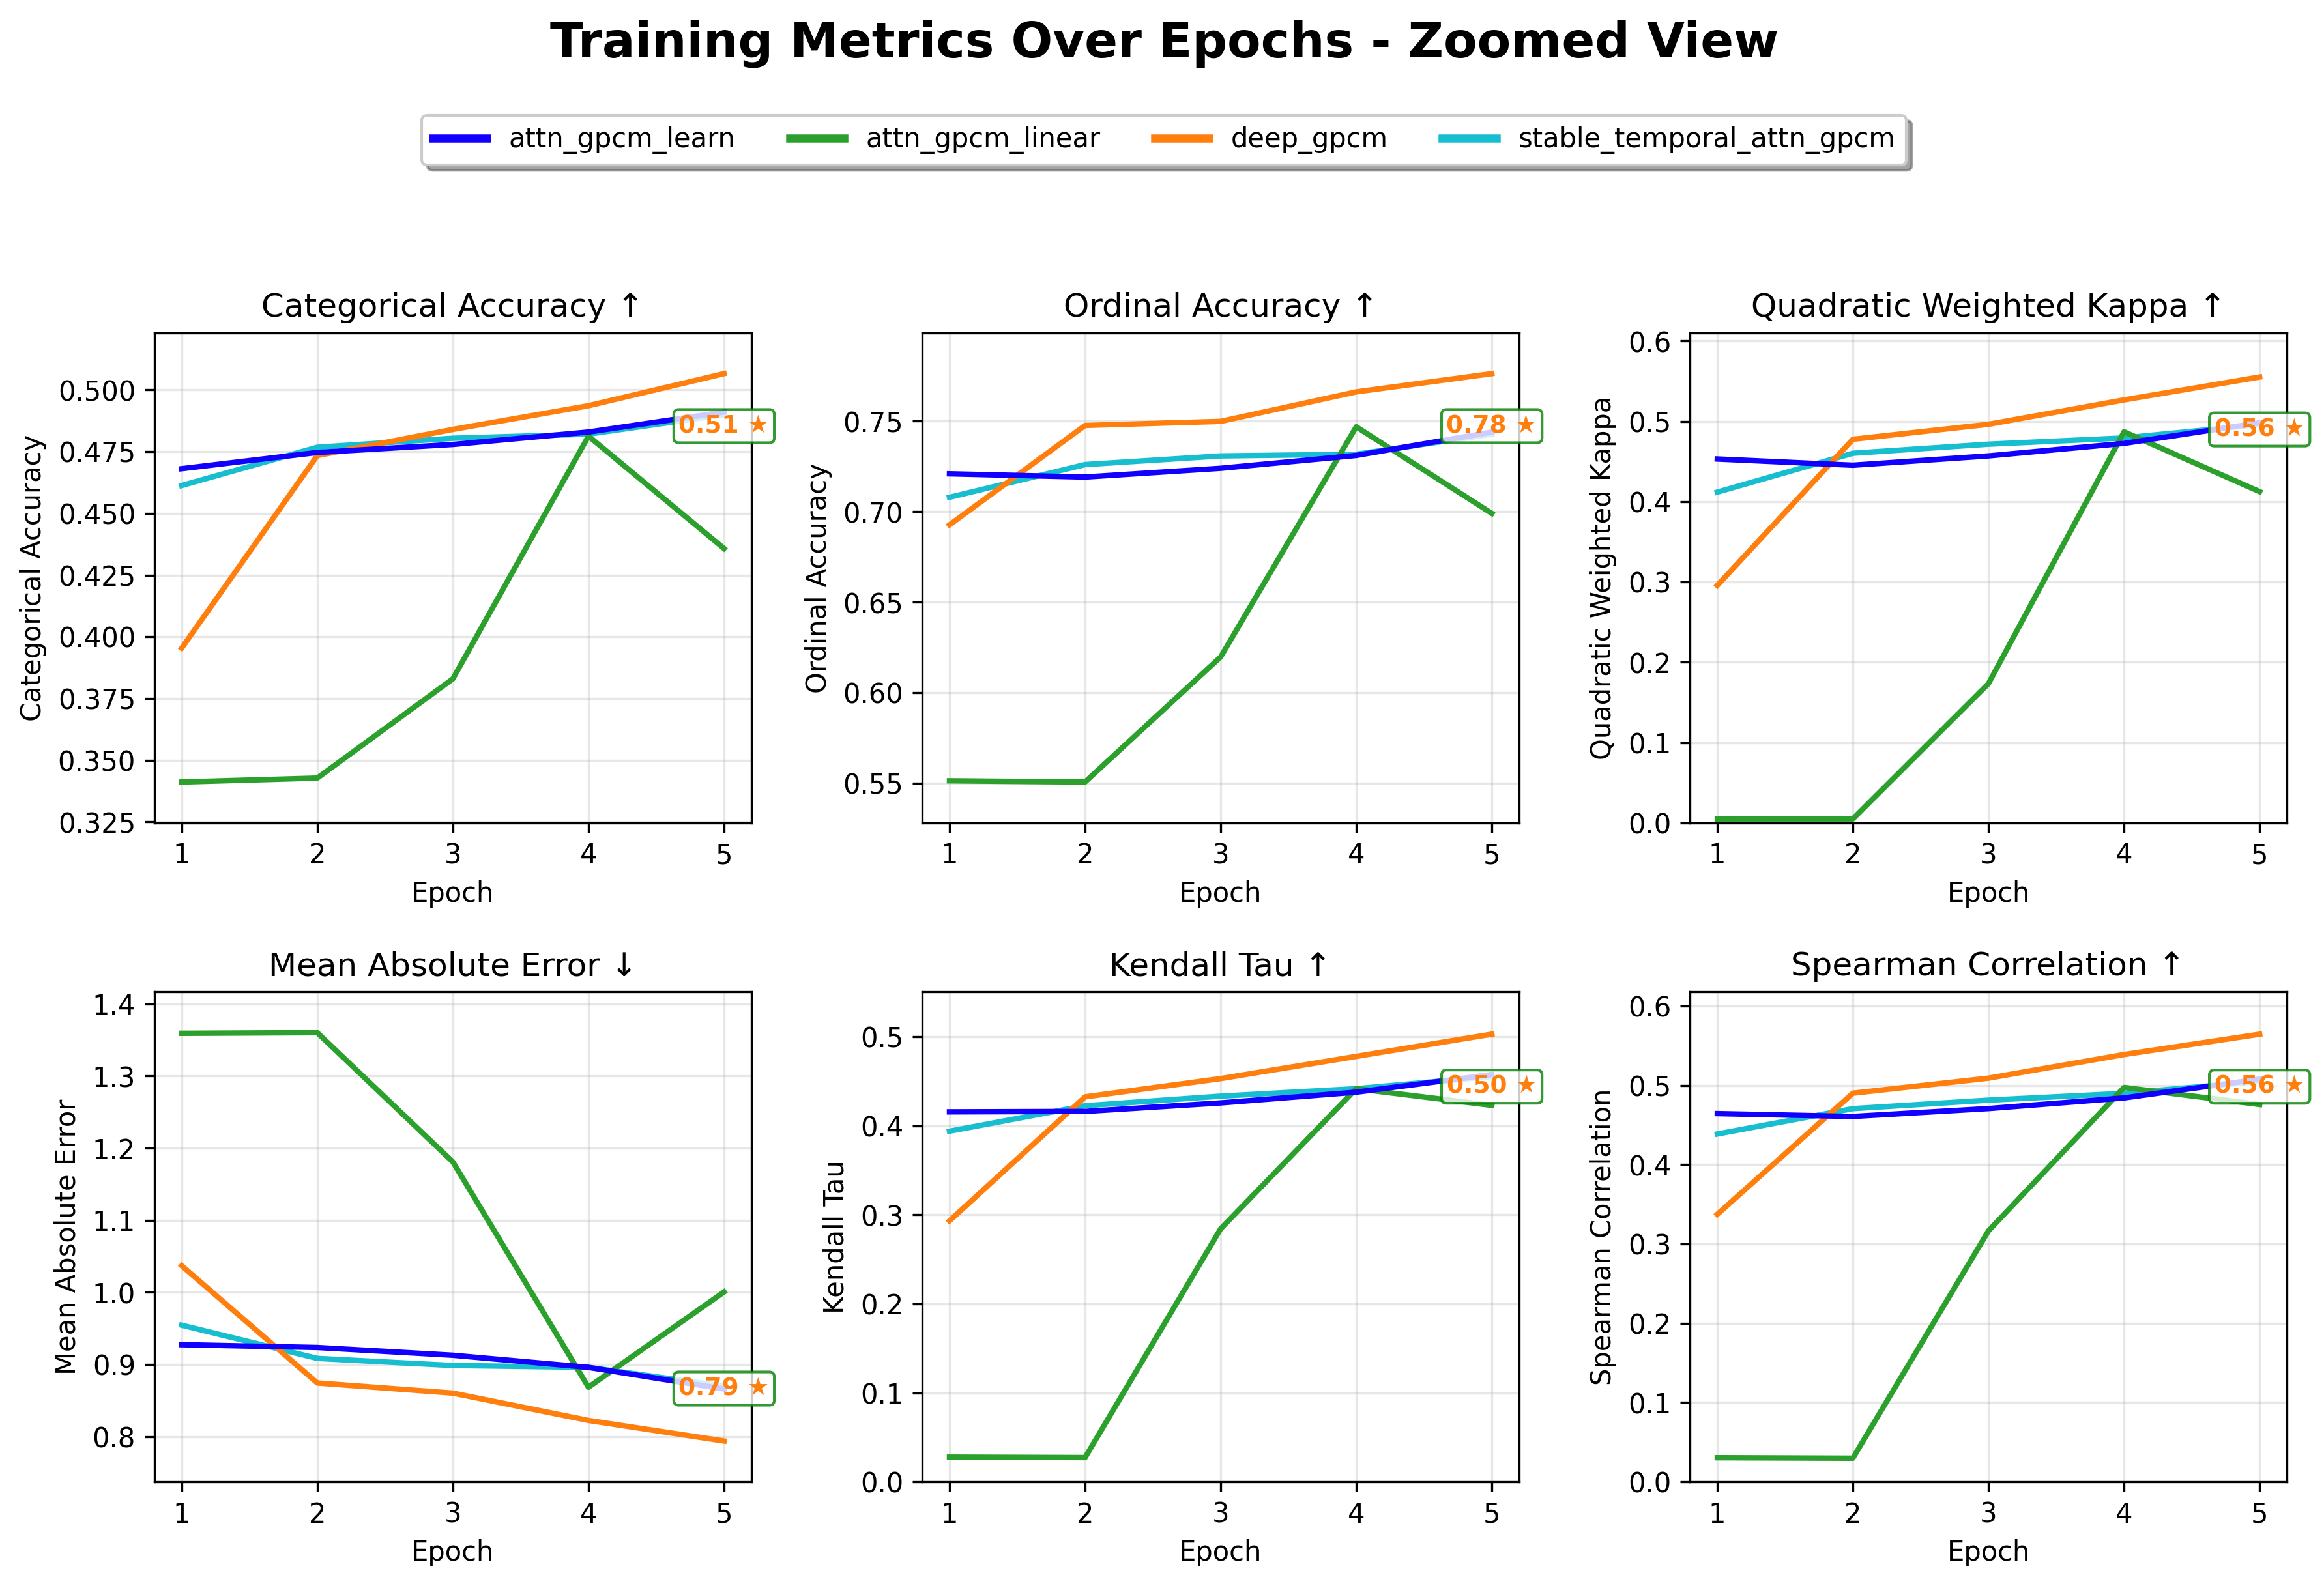 Training Metrics Over Epochs - Zoomed View
attn_gpcm_learn attn_gpcm_linear deep_gpcm stable_temporal_attn_gpcm
Categorical Accuracy ↑
Categorical Accuracy
0.500
0.475
0.450
0.425
0.400
0.375
0.350
0.325
0.51 ★
1 2 3 4 5
Epoch
Ordinal Accuracy ↑
Ordinal Accuracy
0.75
0.70
0.65
0.60
0.55
0.78 ★
1 2 3 4 5
Epoch
Quadratic Weighted Kappa ↑
Quadratic Weighted Kappa
0.6
0.5
0.4
0.3
0.2
0.1
0.0
0.56 ★
1 2 3 4 5
Epoch
Mean Absolute Error ↓
Mean Absolute Error
1.4
1.3
1.2
1.1
1.0
0.9
0.8
0.79 ★
1 2 3 4 5
Epoch
Kendall Tau ↑
Kendall Tau
0.5
0.4
0.3
0.2
0.1
0.0
0.50 ★
1 2 3 4 5
Epoch
Spearman Correlation ↑
Spearman Correlation
0.6
0.5
0.4
0.3
0.2
0.1
0.0
0.56 ★
1 2 3 4 5
Epoch